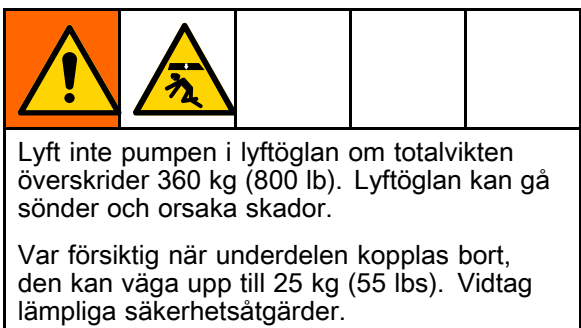 Lyft inte pumpen i lyftöglan om totalvikten
överskrider 360 kg (800 lb). Lyftöglan kan gå
sönder och orsaka skador.
Var försiktig när underdelen kopplas bort,
den kan väga upp till 25 kg (55 lbs). Vidtag
lämpliga säkerhetsåtgärder.